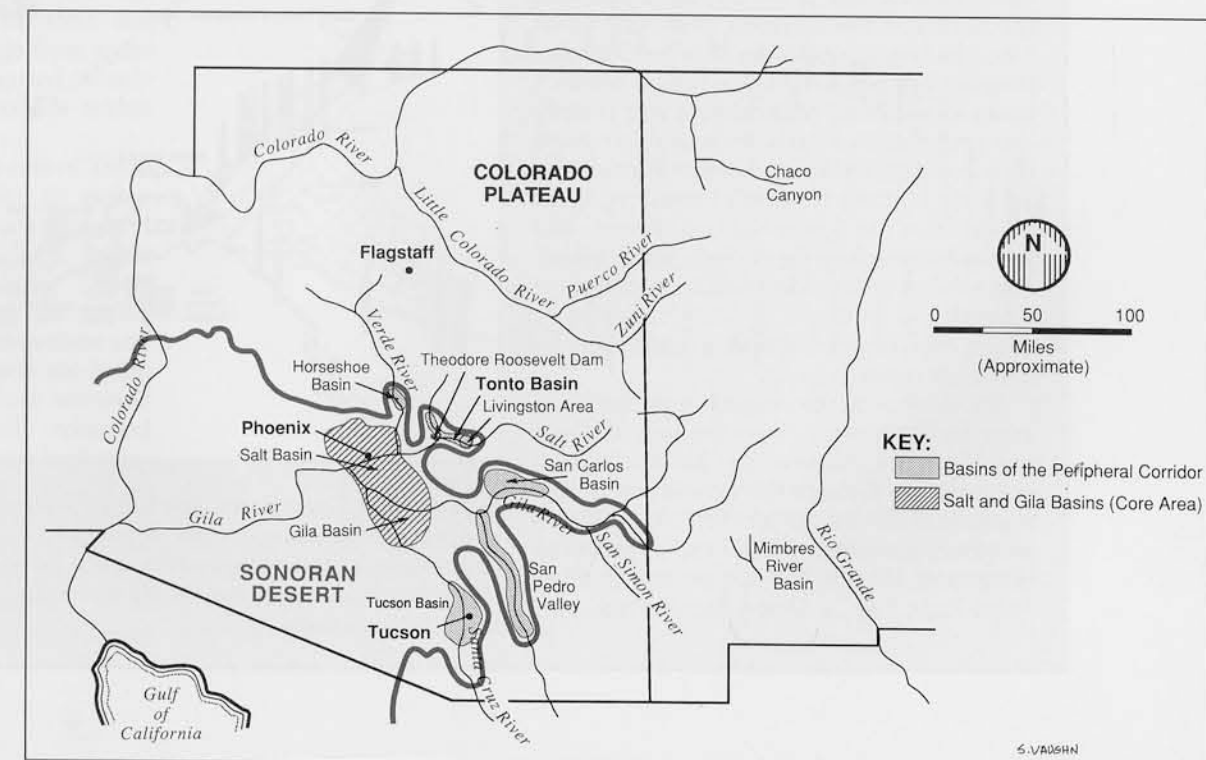 Colorado River
COLORADO
PLATEAU
Chaco
Canyon
Little Colorado River
Puerco River
Zuni River
Flagstaff
N
0 50 100
Miles
(Approximate)
Colorado River
Verde River
Horseshoe
Basin
Theodore Roosevelt Dam
Tonto Basin
Livingston Area
Salt River
Phoenix
Salt Basin
San Carlos
Basin
KEY:
Basins of the Peripheral Corridor
Salt and Gila Basins (Core Area)
Gila River
Gila Basin
Gila River
San Simon River
Mimbres
River
Basin
Rio Grande
SONORAN
DESERT
San
Pedro
Valley
Tucson Basin
Tucson
Santa Cruz River
Gulf
of
California
S. VAUGHN